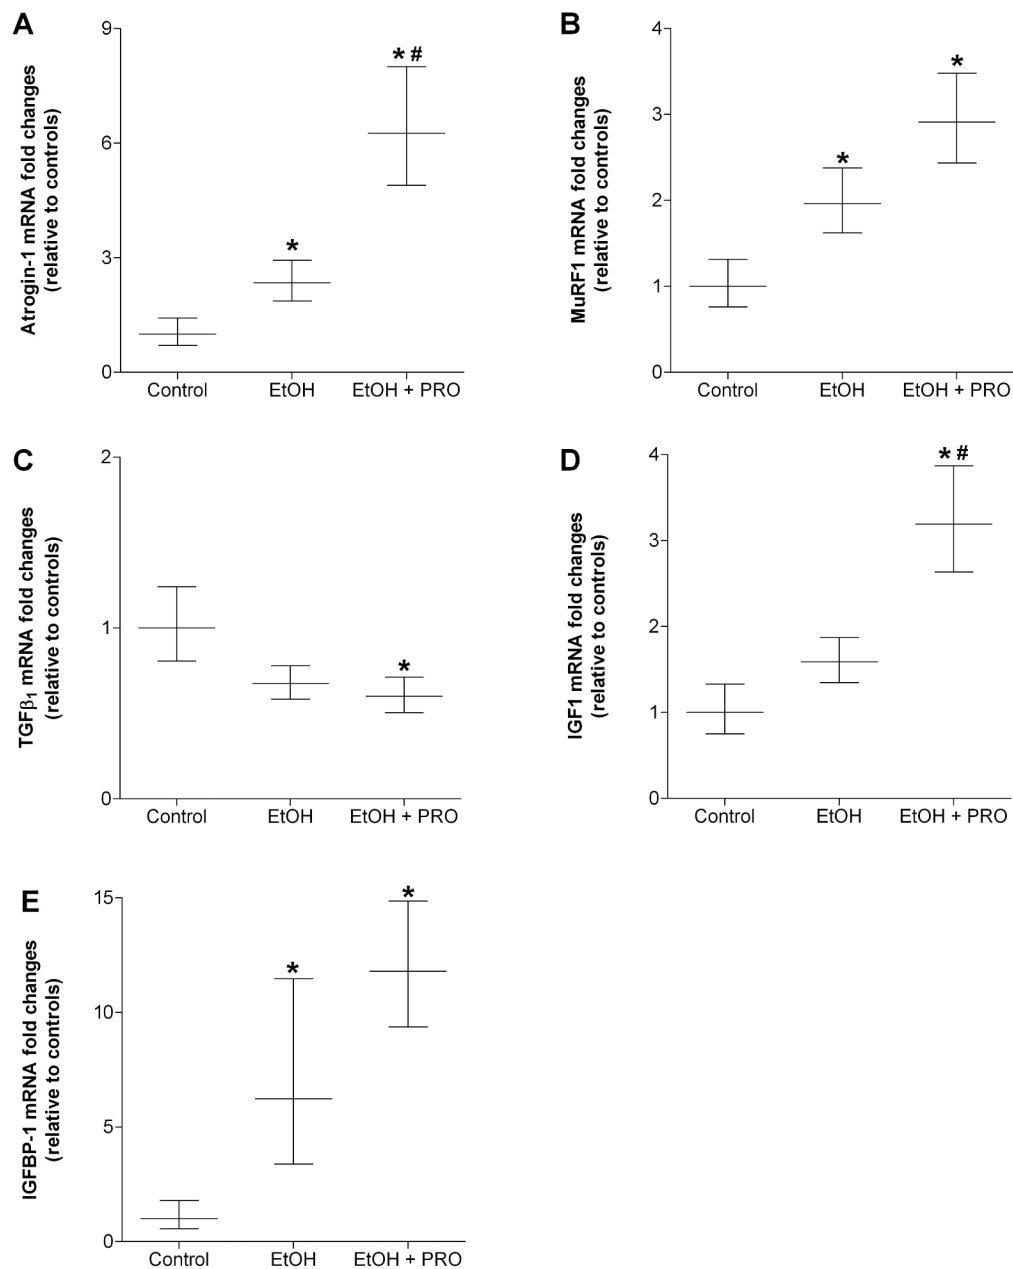 A
Atrogin-1 mRNA fold changes
(relative to controls)
9
6
3
0
* 
* #
Control
EtOH
EtOH + PRO
B
MuRF1 mRNA fold changes
(relative to controls)
4
3
2
1
0
*
*
Control
EtOH
EtOH + PRO
C
TGFβ1 mRNA fold changes
(relative to controls)
2
1
0
*
Control
EtOH
EtOH + PRO
D
IGF1 mRNA fold changes
(relative to controls)
4
3
2
1
0
* #
Control
EtOH
EtOH + PRO
E
IGFBP-1 mRNA fold changes
(relative to controls)
15
10
5
0
*
*
Control
EtOH
EtOH + PRO